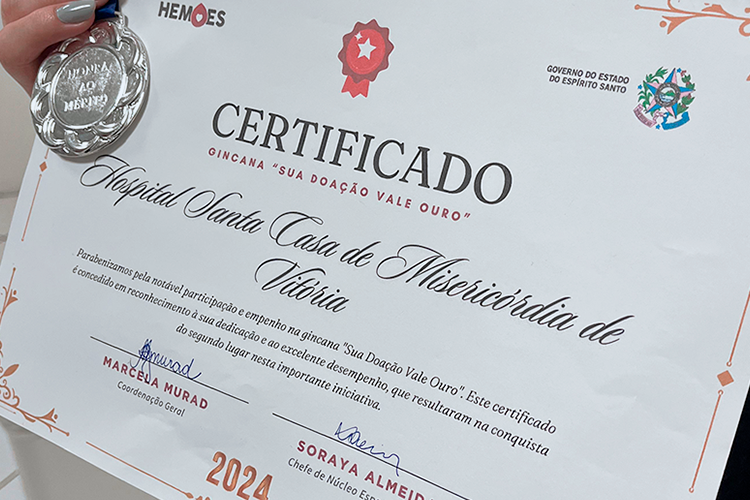 HEMOES
GOVERNO DO ESTADO
DO ESPÍRITO SANTO
HONRA
AO
MÉRITO
CERTIFICADO
GINCANA "SUA DOAÇÃO VALE OURO"
Hospital Santa Casa de Misericórdia de
Vitória
Parabenizamos pela notável participação e empenho na gincana "Sua Doação Vale Ouro". Este certificado
é concedido em reconhecimento à sua dedicação e ao excelente desempenho, que resultaram na conquista
do segundo lugar nesta importante iniciativa.
MARCELA MURAD
Coordenação Geral
SORAYA ALMEID
Chefe de Núcleo Esp
2024